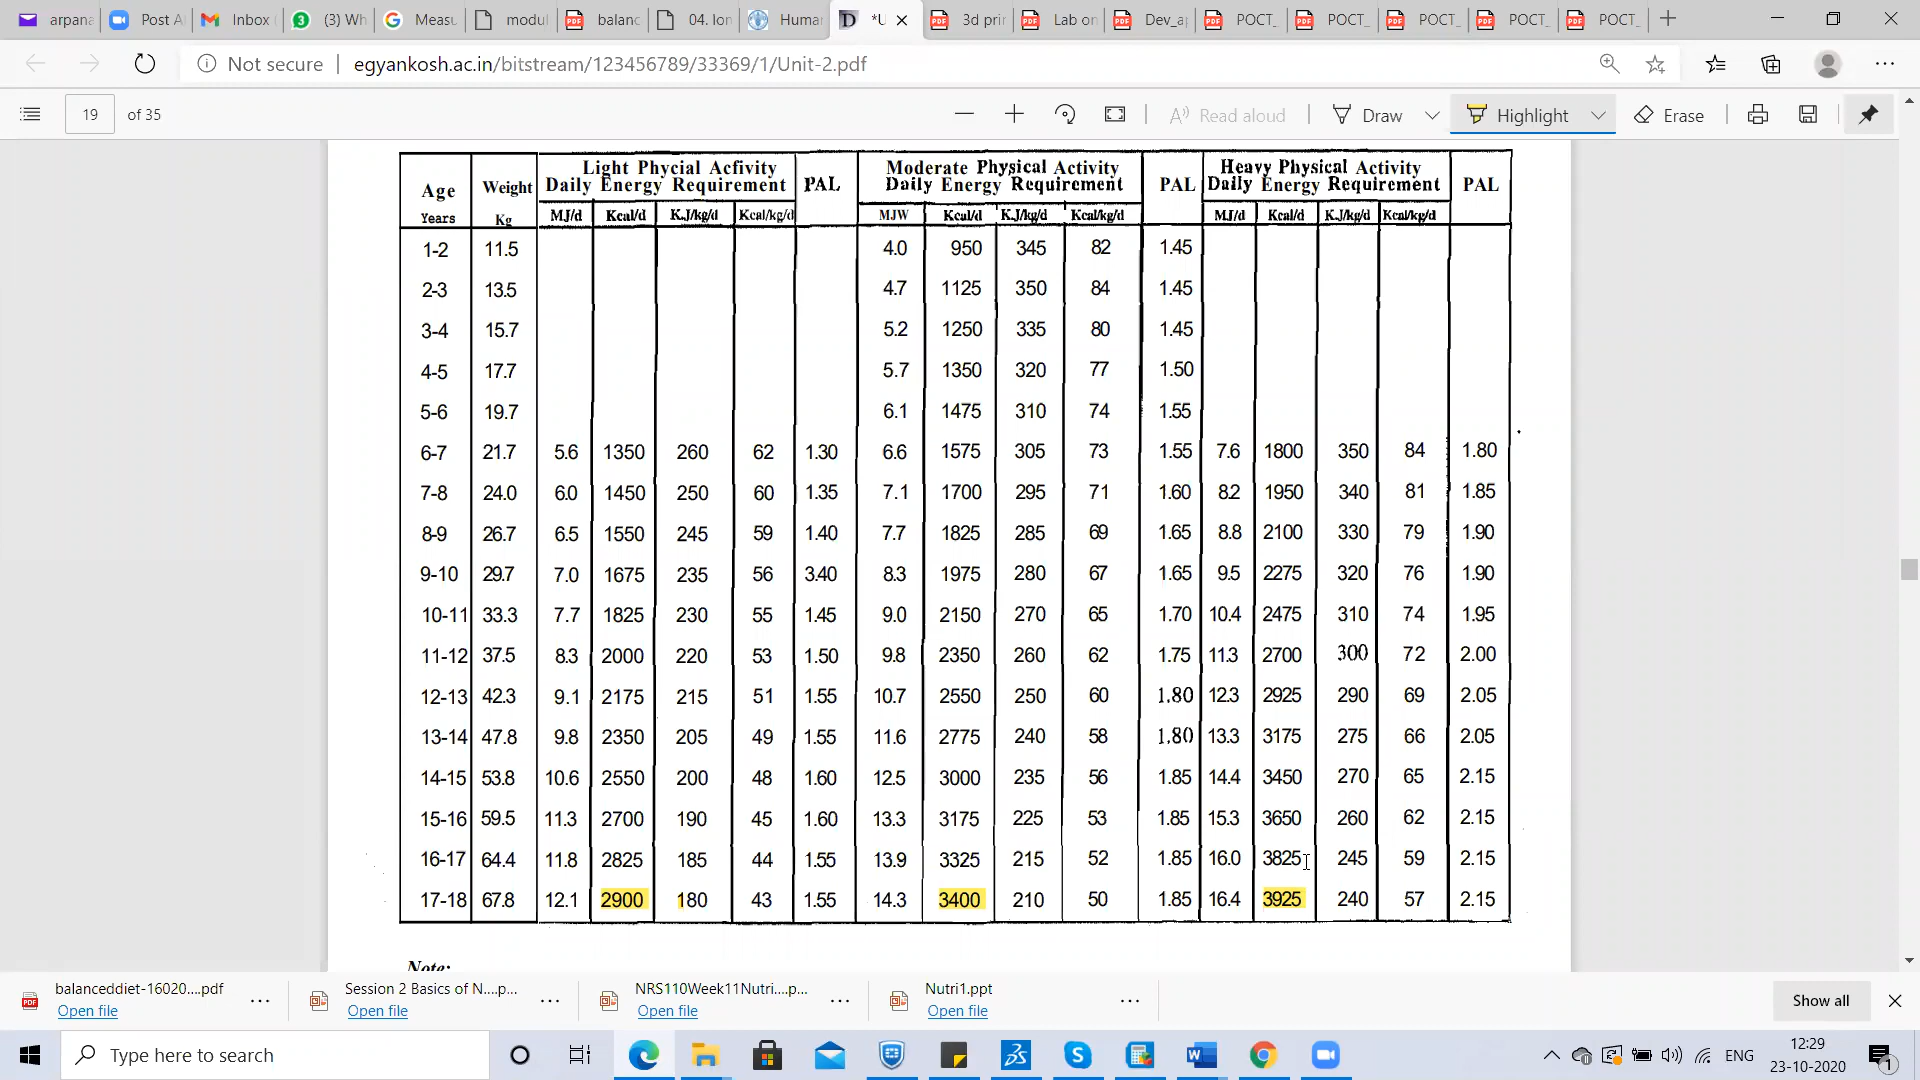 arpana Post A Inbox (3) Wh Measu modul balanc 04. Ion Human *U 3d prin Lab on Dev_a POCT_ POCT_ POCT_ POCT_ POCT_
Not secure | egyankosh.ac.in/bitstream/123456789/33369/1/Unit-2.pdf
19 of 35 Read aloud Draw Highlight Erase
Light Phycial Acfivity Moderate Physical Activity Heavy Physical Activity
Age Weight Daily Energy Requirement PAL Daily Energy Requirement PAL Daily Energy Requirement PAL
Years Kg MJ/d Kcal/d K.J/kg/d Kcal/kg/d MJW Kcal/d K.J/kg/d Kcal/kg/d MJ/d Kcal/d K.J/kg/d Kcal/kg/d
1-2 11.5 4.0 950 345 82 1.45
2-3 13.5 4.7 1125 350 84 1.45
3-4 15.7 5.2 1250 335 80 1.45
4-5 17.7 5.7 1350 320 77 1.50
5-6 19.7 6.1 1475 310 74 1.55
6-7 21.7 5.6 1350 260 62 1.30 6.6 1575 305 73 1.55 7.6 1800 350 84 1.80
7-8 24.0 6.0 1450 250 60 1.35 7.1 1700 295 71 1.60 8.2 1950 340 81 1.85
8-9 26.7 6.5 1550 245 59 1.40 7.7 1825 285 69 1.65 8.8 2100 330 79 1.90
9-10 29.7 7.0 1675 235 56 3.40 8.3 1975 280 67 1.65 9.5 2275 320 76 1.90
10-11 33.3 7.7 1825 230 55 1.45 9.0 2150 270 65 1.70 10.4 2475 310 74 1.95
11-12 37.5 8.3 2000 220 53 1.50 9.8 2350 260 62 1.75 11.3 2700 300 72 2.00
12-13 42.3 9.1 2175 215 51 1.55 10.7 2550 250 60 1.80 12.3 2925 290 69 2.05
13-14 47.8 9.8 2350 205 49 1.55 11.6 2775 240 58 1.80 13.3 3175 275 66 2.05
14-15 53.8 10.6 2550 200 48 1.60 12.5 3000 235 56 1.85 14.4 3450 270 65 2.15
15-16 59.5 11.3 2700 190 45 1.60 13.3 3175 225 53 1.85 15.3 3650 260 62 2.15
16-17 64.4 11.8 2825 185 44 1.55 13.9 3325 215 52 1.85 16.0 3825 245 59 2.15
17-18 67.8 12.1 2900 180 43 1.55 14.3 3400 210 50 1.85 16.4 3925 240 57 2.15
Note:
balanceddiet-16020....pdf Session 2 Basics of N....p... NRS110Week11Nutri....p... Nutri1.ppt
Open file Open file Open file Open file Show all
Type here to search ENG 12:29
23-10-2020 1